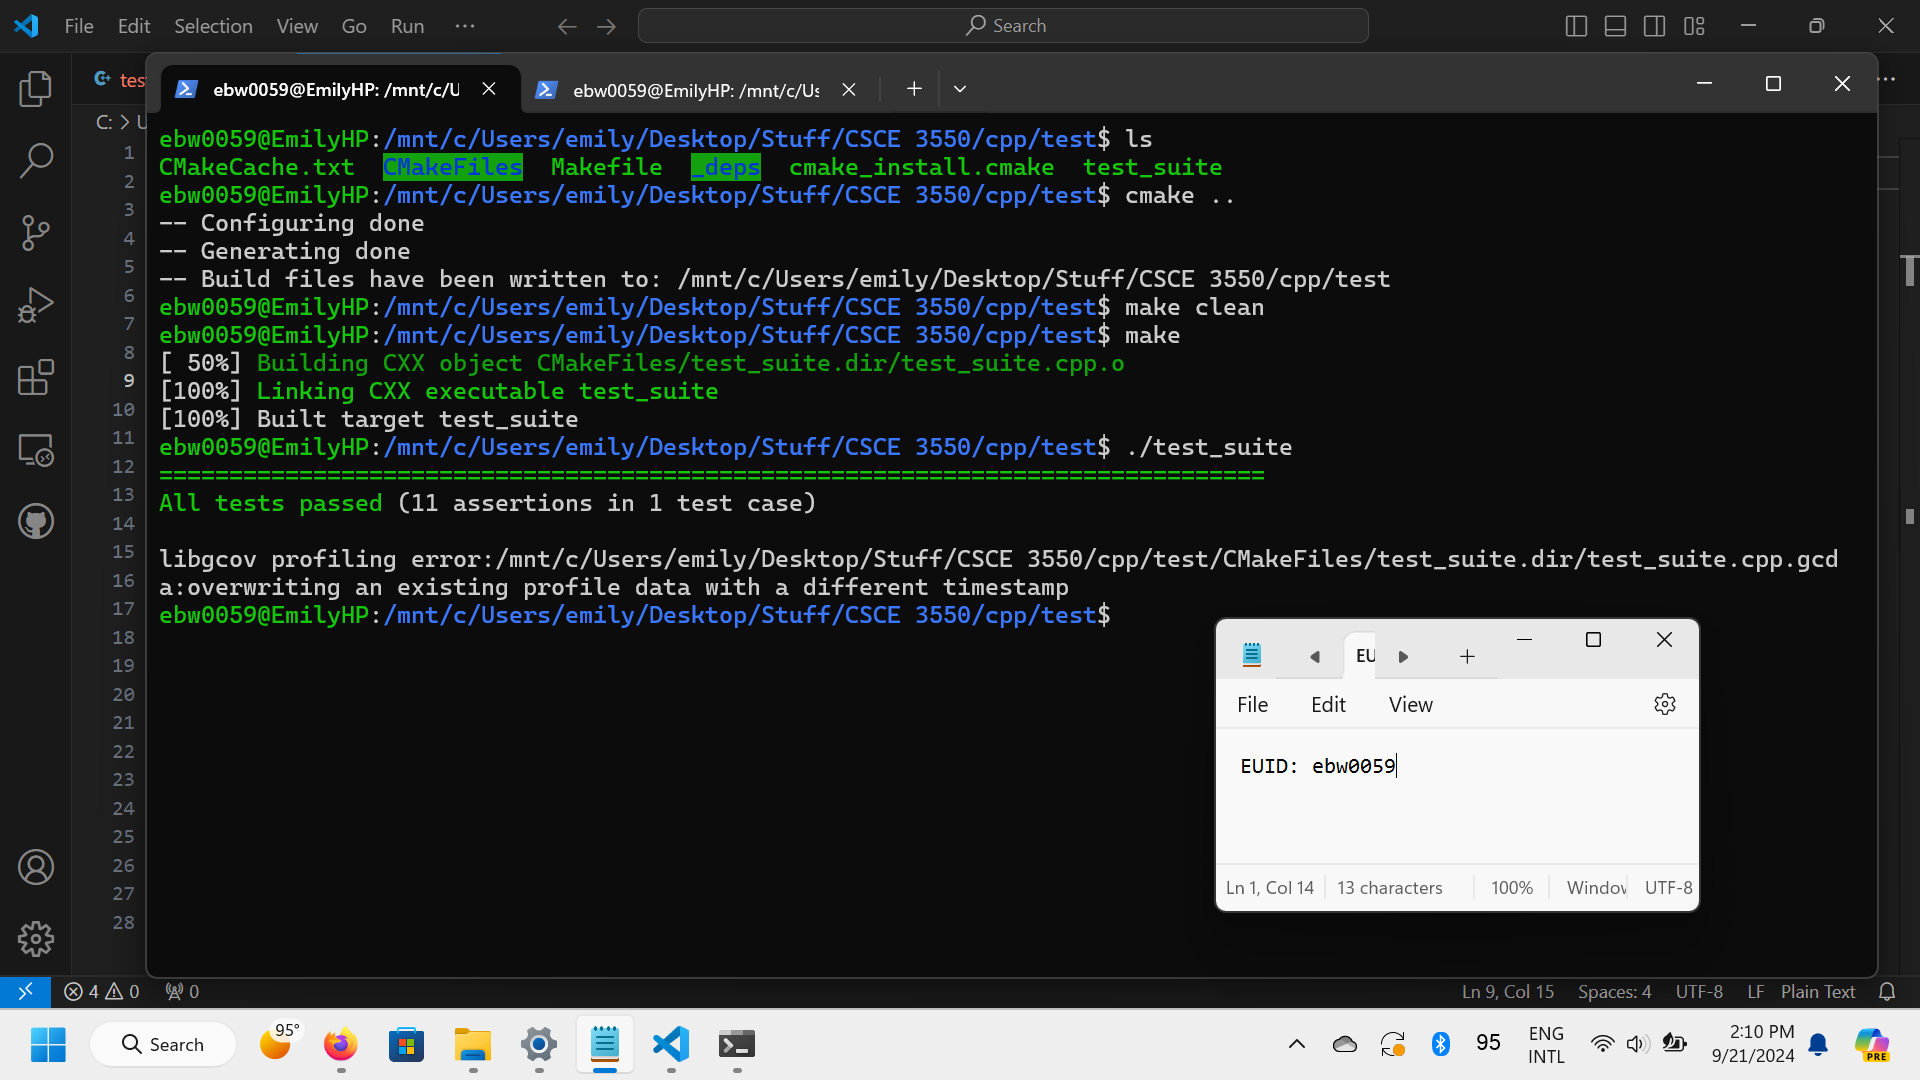 File Edit Selection View Go Run ··· Search
tes
ebw0059@EmilyHP: /mnt/c/U
ebw0059@EmilyHP: /mnt/c/Us
C: > U
ebw0059@EmilyHP:/mnt/c/Users/emily/Desktop/Stuff/CSCE 3550/cpp/test$ ls
CMakeCache.txt CMakeFiles Makefile _deps cmake_install.cmake test_suite
ebw0059@EmilyHP:/mnt/c/Users/emily/Desktop/Stuff/CSCE 3550/cpp/test$ cmake ..
-- Configuring done
-- Generating done
-- Build files have been written to: /mnt/c/Users/emily/Desktop/Stuff/CSCE 3550/cpp/test
ebw0059@EmilyHP:/mnt/c/Users/emily/Desktop/Stuff/CSCE 3550/cpp/test$ make clean
ebw0059@EmilyHP:/mnt/c/Users/emily/Desktop/Stuff/CSCE 3550/cpp/test$ make
[ 50%] Building CXX object CMakeFiles/test_suite.dir/test_suite.cpp.o
[100%] Linking CXX executable test_suite
[100%] Built target test_suite
ebw0059@EmilyHP:/mnt/c/Users/emily/Desktop/Stuff/CSCE 3550/cpp/test$ ./test_suite
===============================================================================
All tests passed (11 assertions in 1 test case)
libgcov profiling error:/mnt/c/Users/emily/Desktop/Stuff/CSCE 3550/cpp/test/CMakeFiles/test_suite.dir/test_suite.cpp.gcd
a:overwriting an existing profile data with a different timestamp
ebw0059@EmilyHP:/mnt/c/Users/emily/Desktop/Stuff/CSCE 3550/cpp/test$
1
2
3
4
5
6
7
8
9
10
11
12
13
14
15
16
17
18
19
20
21
22
23
24
25
26
27
28
EU
File Edit View
EUID: ebw0059
Ln 1, Col 14 13 characters 100% Window UTF-8
4 0 0 Ln 9, Col 15 Spaces: 4 UTF-8 LF Plain Text
Search 95° 95 ENG
INTL
2:10 PM
9/21/2024
PRE